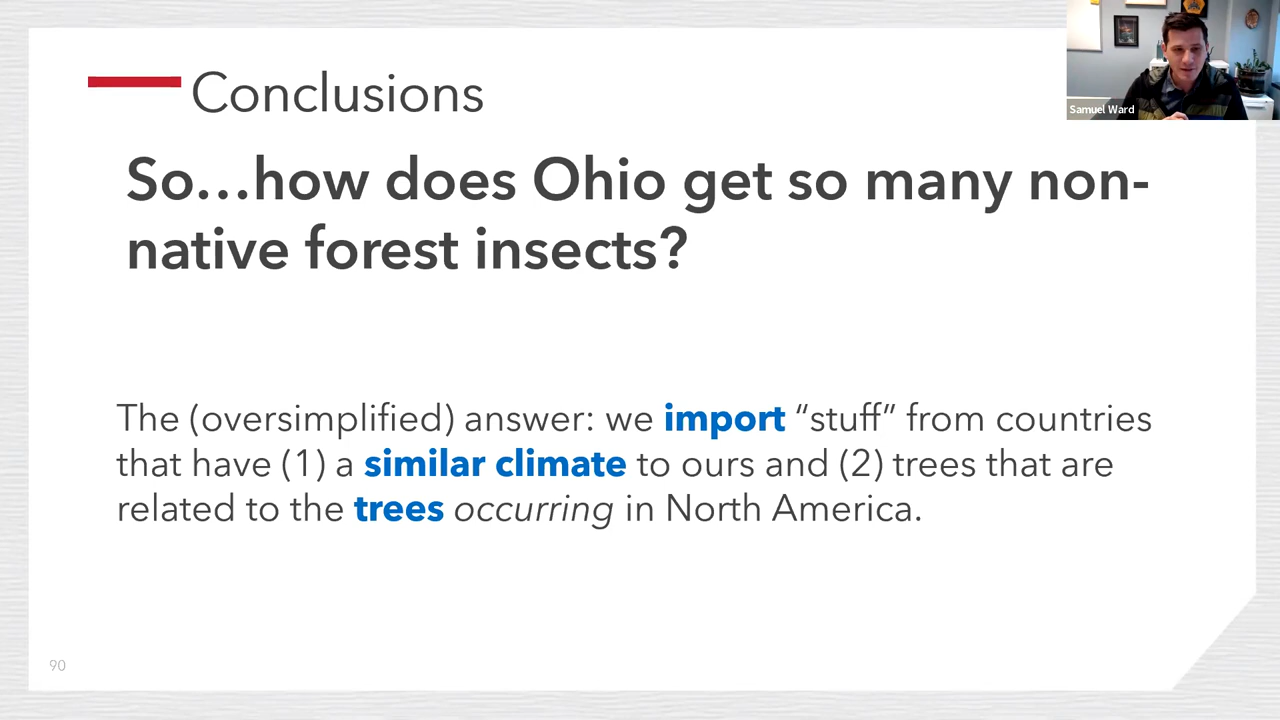 Conclusions
Samuel Ward
So...how does Ohio get so many non-
native forest insects?
The (oversimplified) answer: we import “stuff” from countries
that have (1) a similar climate to ours and (2) trees that are
related to the trees occurring in North America.
90